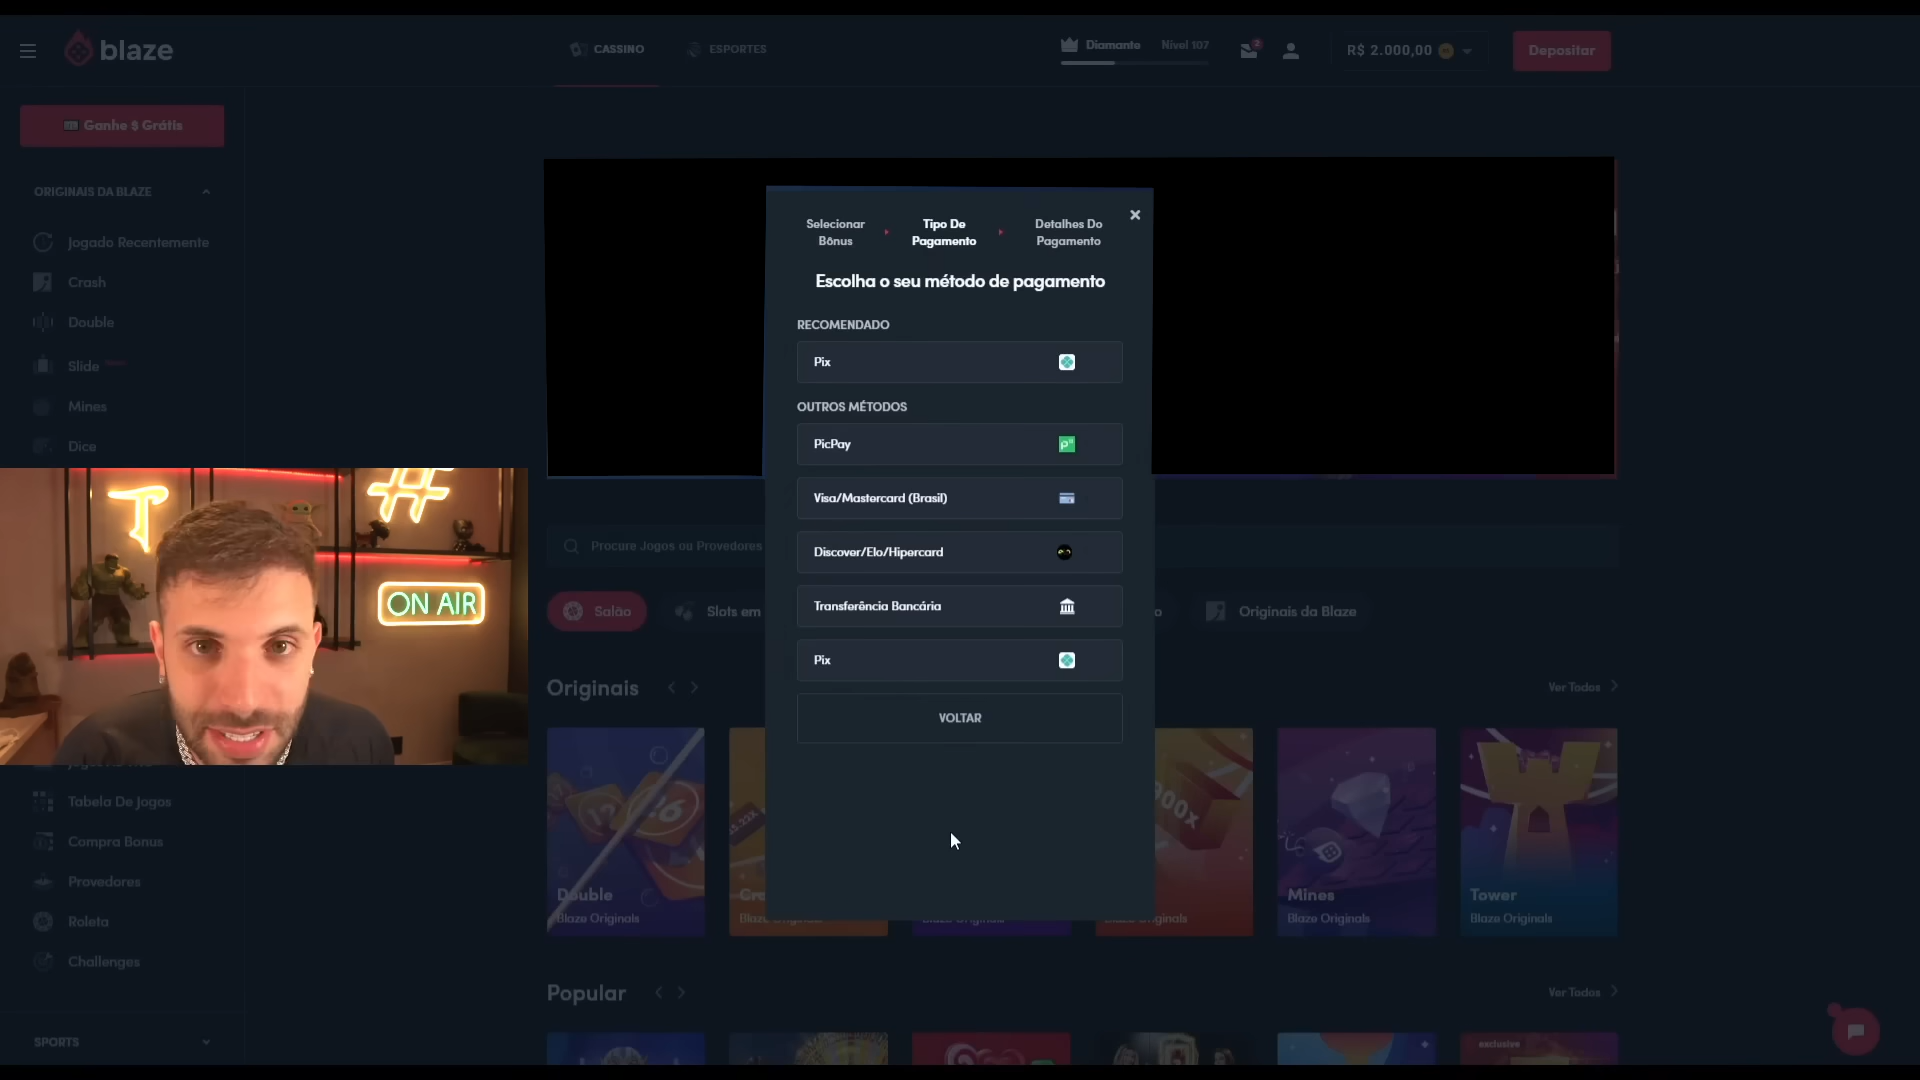 blaze
CASSINO
ESPORTES
Diamante
Nível 107
2
R$ 2.000,00
Depositar
Ganhe $ Grátis
ORIGINAIS DA BLAZE
Jogado Recentemente
Crash
Double
Slide
Mines
Dice
Tabela De Jogos
Compra Bonus
Provedores
Roleta
Challenges
SPORTS
T
#
ON AIR
Selecionar
Bônus
Tipo De
Pagamento
Detalhes Do
Pagamento
Escolha o seu método de pagamento
RECOMENDADO
Pix
OUTROS MÉTODOS
PicPay
Visa/Mastercard (Brasil)
Discover/Elo/Hipercard
Transferência Bancária
Pix
VOLTAR
Procure Jogos ou Provedores
Salão
Slots em
o
Originais da Blaze
Originais
Ver Todos
Double
Blaze Originals
Mines
Blaze Originals
Tower
Blaze Originals
Popular
Ver Todos
exclusive